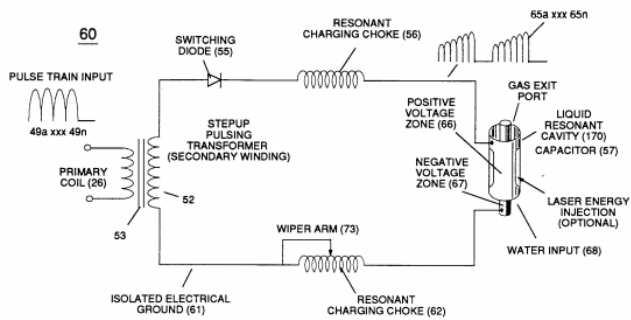 60
SWITCHING
DIODE (55)
RESONANT
CHARGING CHOKE (56)
65a xxx 65n
PULSE TRAIN INPUT
49a xxx 49n
GAS EXIT
PORT
POSITIVE
VOLTAGE
ZONE (66)
LIQUID
RESONANT
CAVITY (170)
CAPACITOR (57)
STEPUP
PULSING
TRANSFORMER
(SECONDARY WINDING)
PRIMARY
COIL (26)
NEGATIVE
VOLTAGE
ZONE (67)
52
53
LASER ENERGY
INJECTION
(OPTIONAL)
WIPER ARM (73)
WATER INPUT (68)
ISOLATED ELECTRICAL
GROUND (61)
RESONANT
CHARGING CHOKE (62)